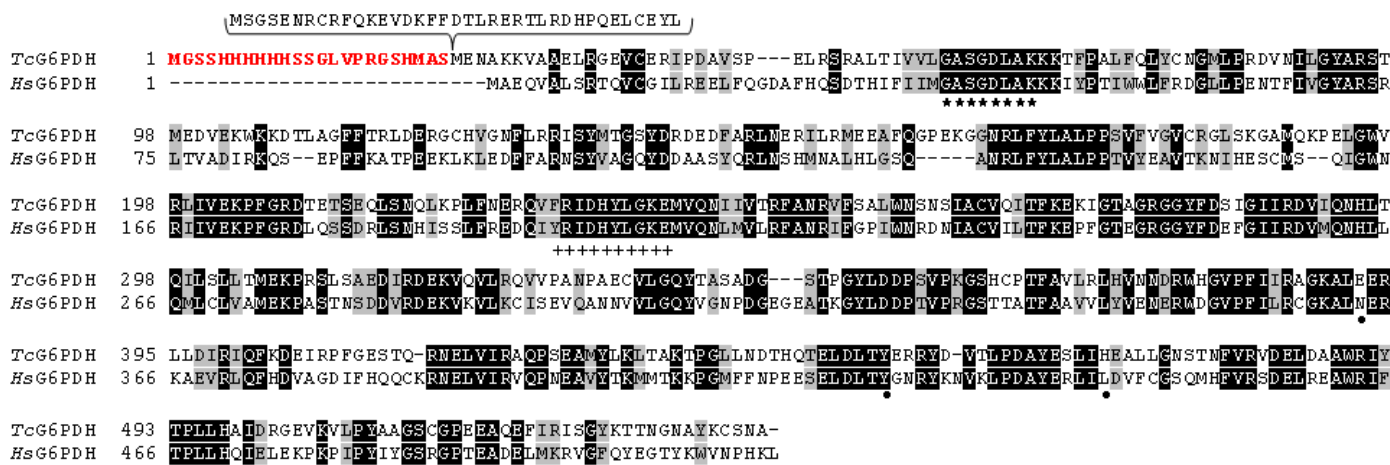 MSGSENRCRFQKEVDKFFDTLRERTLRDHPQELCEYL
TcG6PDH 1 MGSSHHHHHHSSGLVPRGSHMASMENAKKVAAELRGEVCERIPDAVSP---ELRSRALTIVVLGASGDLAKKKTFPALFQLYCNGMLPRDVNILGYARST
HsG6PDH 1 --------------------------MAEQVALSRTQVCGILREELFQGDAFHQSDTHIFIIMGASGDLAKKKIYPTIWWLFRDGLLPENTFIVGYARSR
★★★★★★★★
TcG6PDH 98 MEDVEKWKKDTLAGFFTRLDERGCHVGNFLRRISYMTGSYDRDEDFARLNERILRMEEAFQGPEKGGNRLFYLALPPSVFVGVCRGLSKGAMQKPELGWV
HsG6PDH 75 LTVADIRKQS--EPFFKATPEEKLKLEDFFARNSYVAGQYDDAASYQRLNSHMNALHLGSQ-----ANRLFYLALPPTVYEAVTKNIHESCMS--QIGWN
TcG6PDH 198 RLIVEKPFGRDTETSEQLSNQLKPLFNERQVFRIDHYLGKEMVQNIIVTRFANRVFSALWNSNSIACVQITFKEKIGTAGRGGYFDSIGIIRDVIQNHLT
HsG6PDH 166 RIIVEKPFGRDLQSSDRLSNHISSLFREDQIYRIDHYLGKEMVQNLMVLRFANRIFGPIWNRDNIACVILTFKEPFGTEGRGGYFDEFGIIRDVMQNHLL
++++++++++
TcG6PDH 298 QILSLLTMEKPRSLSAEDIRDEKVQVLRQVVPANPAECVLGQYTASADG---STPGYLDDPSVPKGSHCPTFAVLRLHVNNDRWHGVPFIIRAGKALEER
HsG6PDH 266 QMLCLVAMEKPASTNSDDVRDEKVKVLKCISEVQANNVVLGQYVGNPDGEGEATKGYLDDPTVPRGSTTATFAAVVLYVENERWDGVPFILRCGKALNER
●
TcG6PDH 395 LLDIRIQFKDEIRPFGESTQ-RNELVIRAQPSEAMYLKLTAKTPGLLNDTHQTELDLTYERRYD-VTLPDAYESLIHEALLGNSTNFVRVDELDAAWRIY
HsG6PDH 366 KAEVRLQFHDVAGDIFHQQCKRNELVIRVQPNEAVYTKMMTKKPGMFFNPEESELDLTYGNRYKNVKLPDAYERLILDVFCGSQMHFVRSDELREAWRIF
● ●
TcG6PDH 493 TPLLHAIDRGEVKVLPYAAGSCGPEEAQEFIRISGYKTTNGNAYKCSNA-
HsG6PDH 466 TPLLHQIELEKPKPIPYIYGSRGPTEADELMKRVGFQYEGTYKWVNPHKL